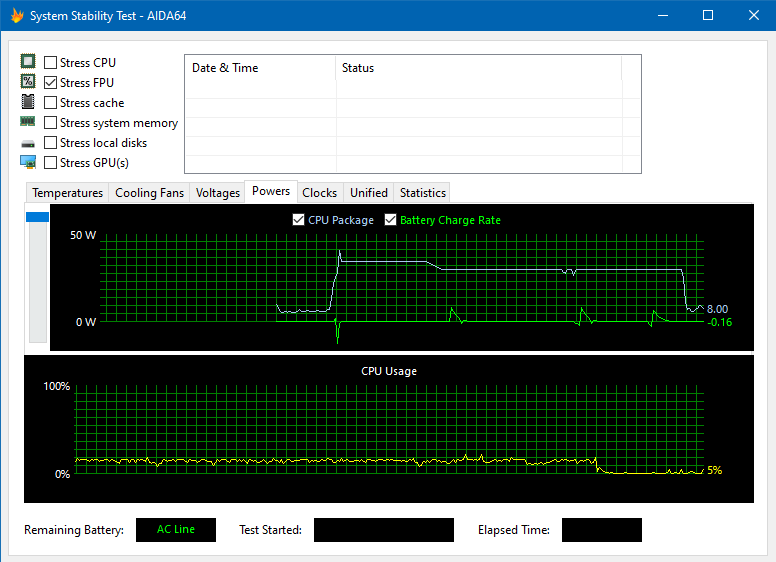 System Stability Test - AIDA64
Stress CPU
Stress FPU
Stress cache
Stress system memory
Stress local disks
Stress GPU(s)
Date & Time Status
Temperatures Cooling Fans Voltages Powers Clocks Unified Statistics
CPU Package Battery Charge Rate
50 W
0 W
8.00
-0.16
CPU Usage
100%
0%
5%
Remaining Battery: AC Line Test Started: Elapsed Time: